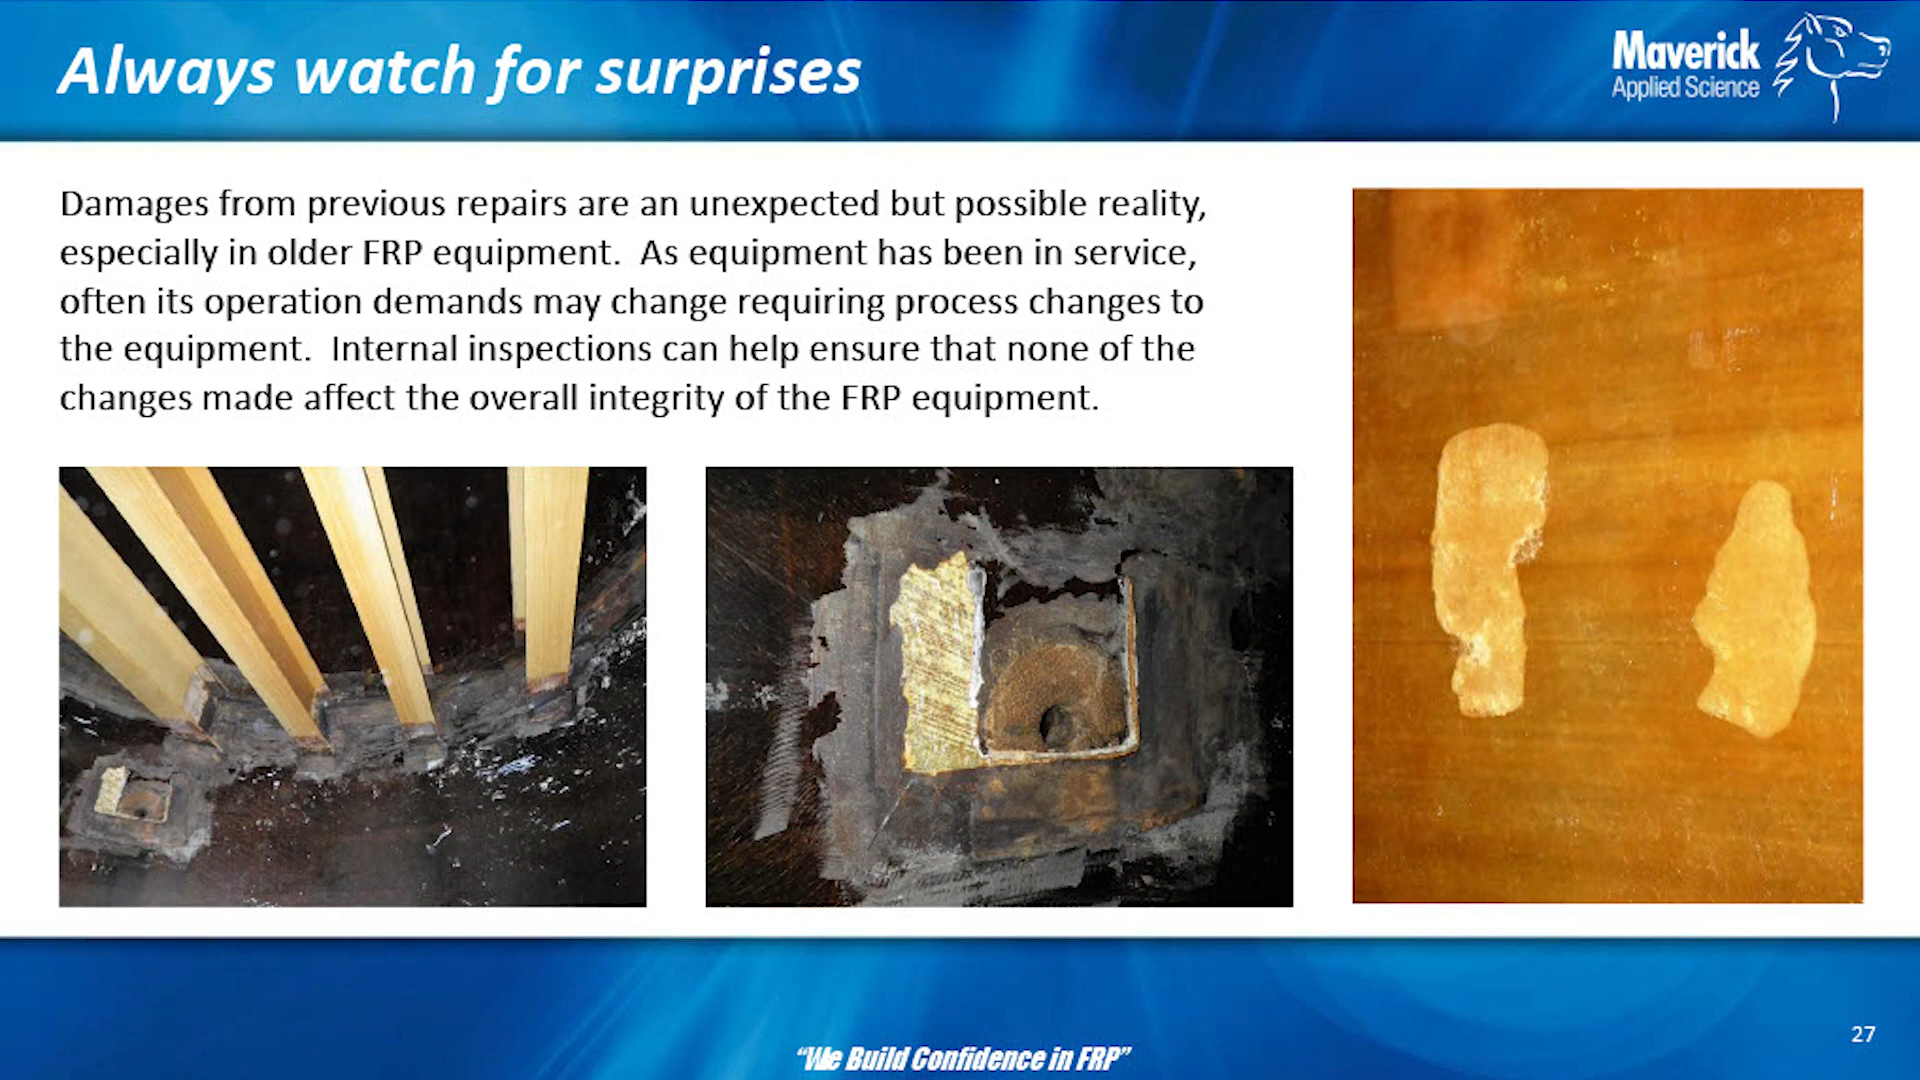 Always watch for surprises
Maverick
Applied Science
Damages from previous repairs are an unexpected but possible reality,
especially in older FRP equipment. As equipment has been in service,
often its operation demands may change requiring process changes to
the equipment. Internal inspections can help ensure that none of the
changes made affect the overall integrity of the FRP equipment.
27
“We Build Confidence in FRP”